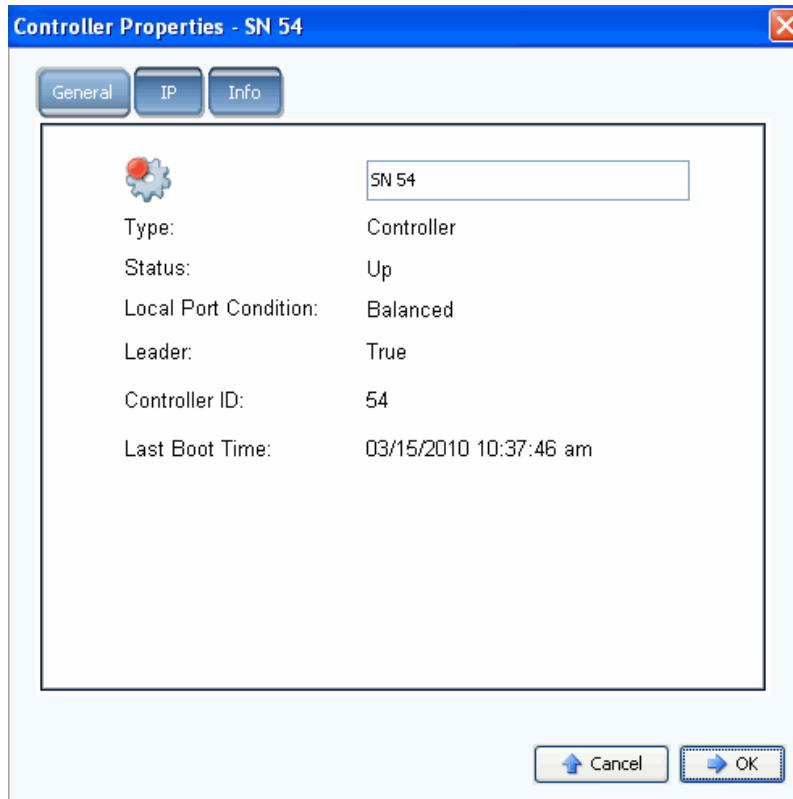 Controller Properties - SN 54
General IP Info
SN 54
Type: Controller
Status: Up
Local Port Condition: Balanced
Leader: True
Controller ID: 54
Last Boot Time: 03/15/2010 10:37:46 am
Cancel OK